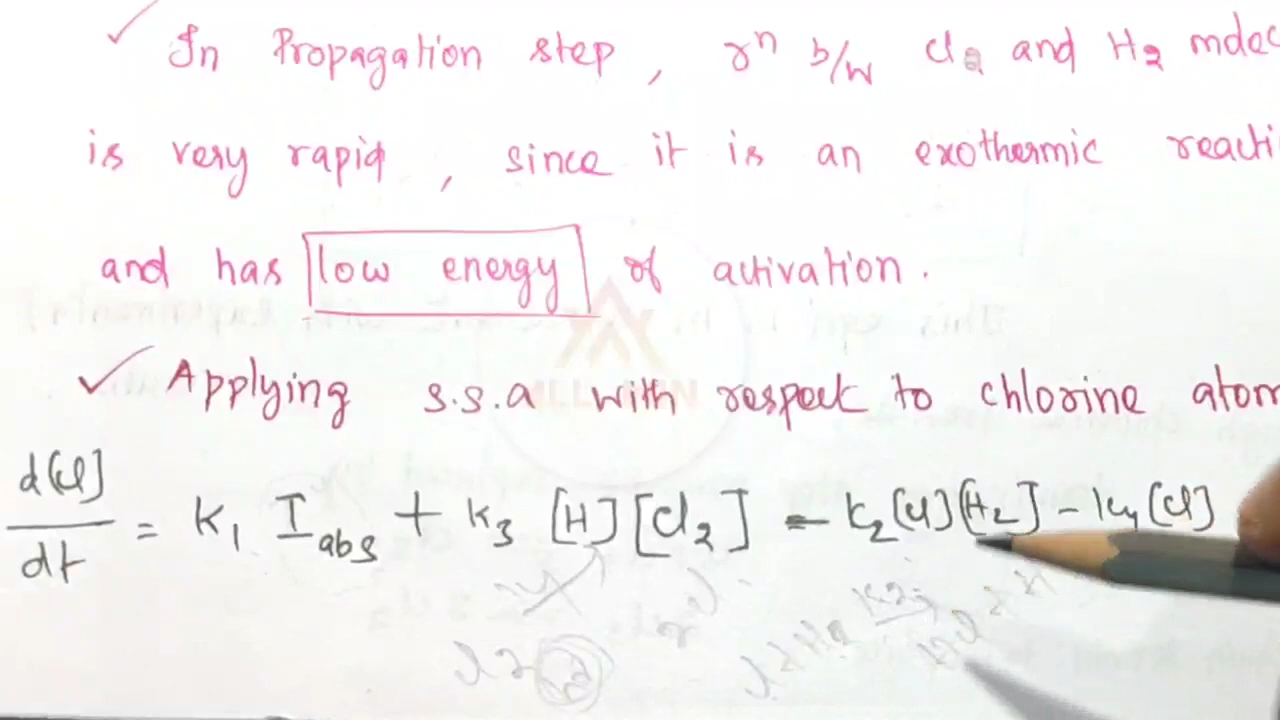 ✓ In Propagation step, rⁿ b/w Cl₂ and H₂ molec
is very rapid, since it is an exothermic reacti
and has low energy of activation.
✓ Applying s.s.a with respect to chlorine atom
d[Cl]/dt = K₁ I_abs + K₃ [H][Cl₂] - K₂[Cl][H₂] - K₄[Cl]